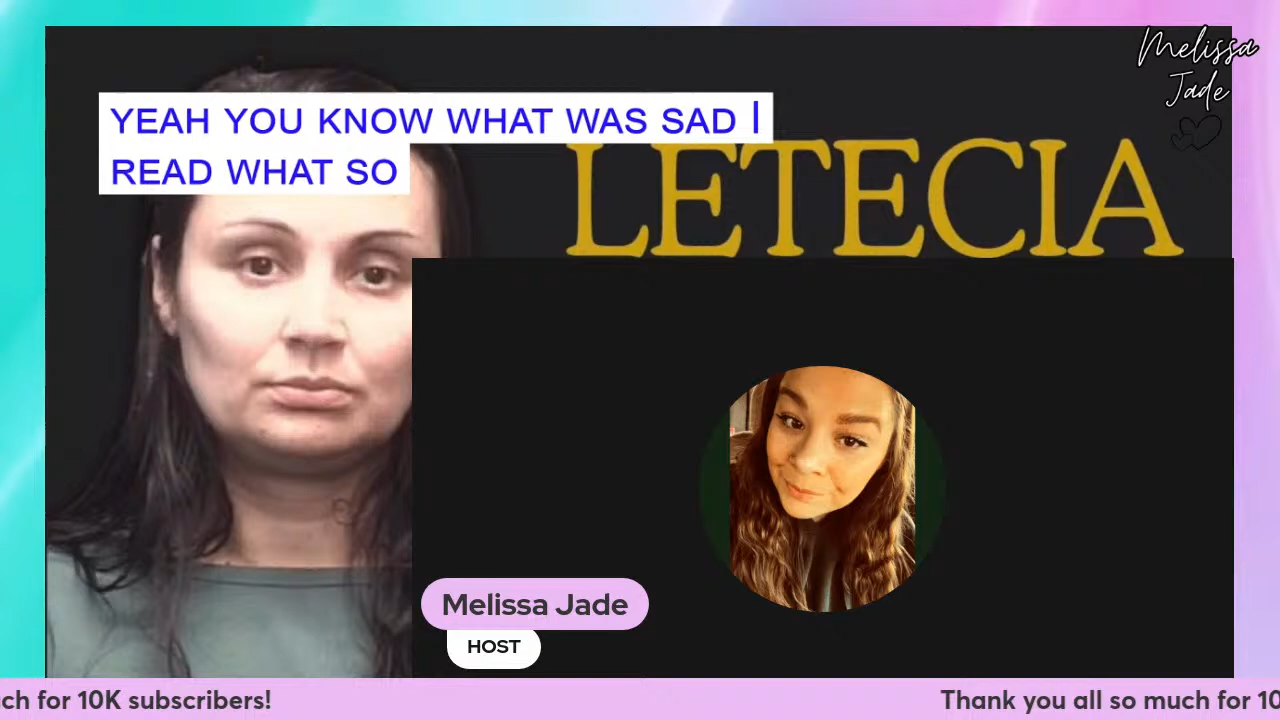 Melissa
Jade
YEAH YOU KNOW WHAT WAS SAD I
READ WHAT SO
LETECIA
Melissa Jade
HOST
ch for 10K subscribers!
Thank you all so much for 10